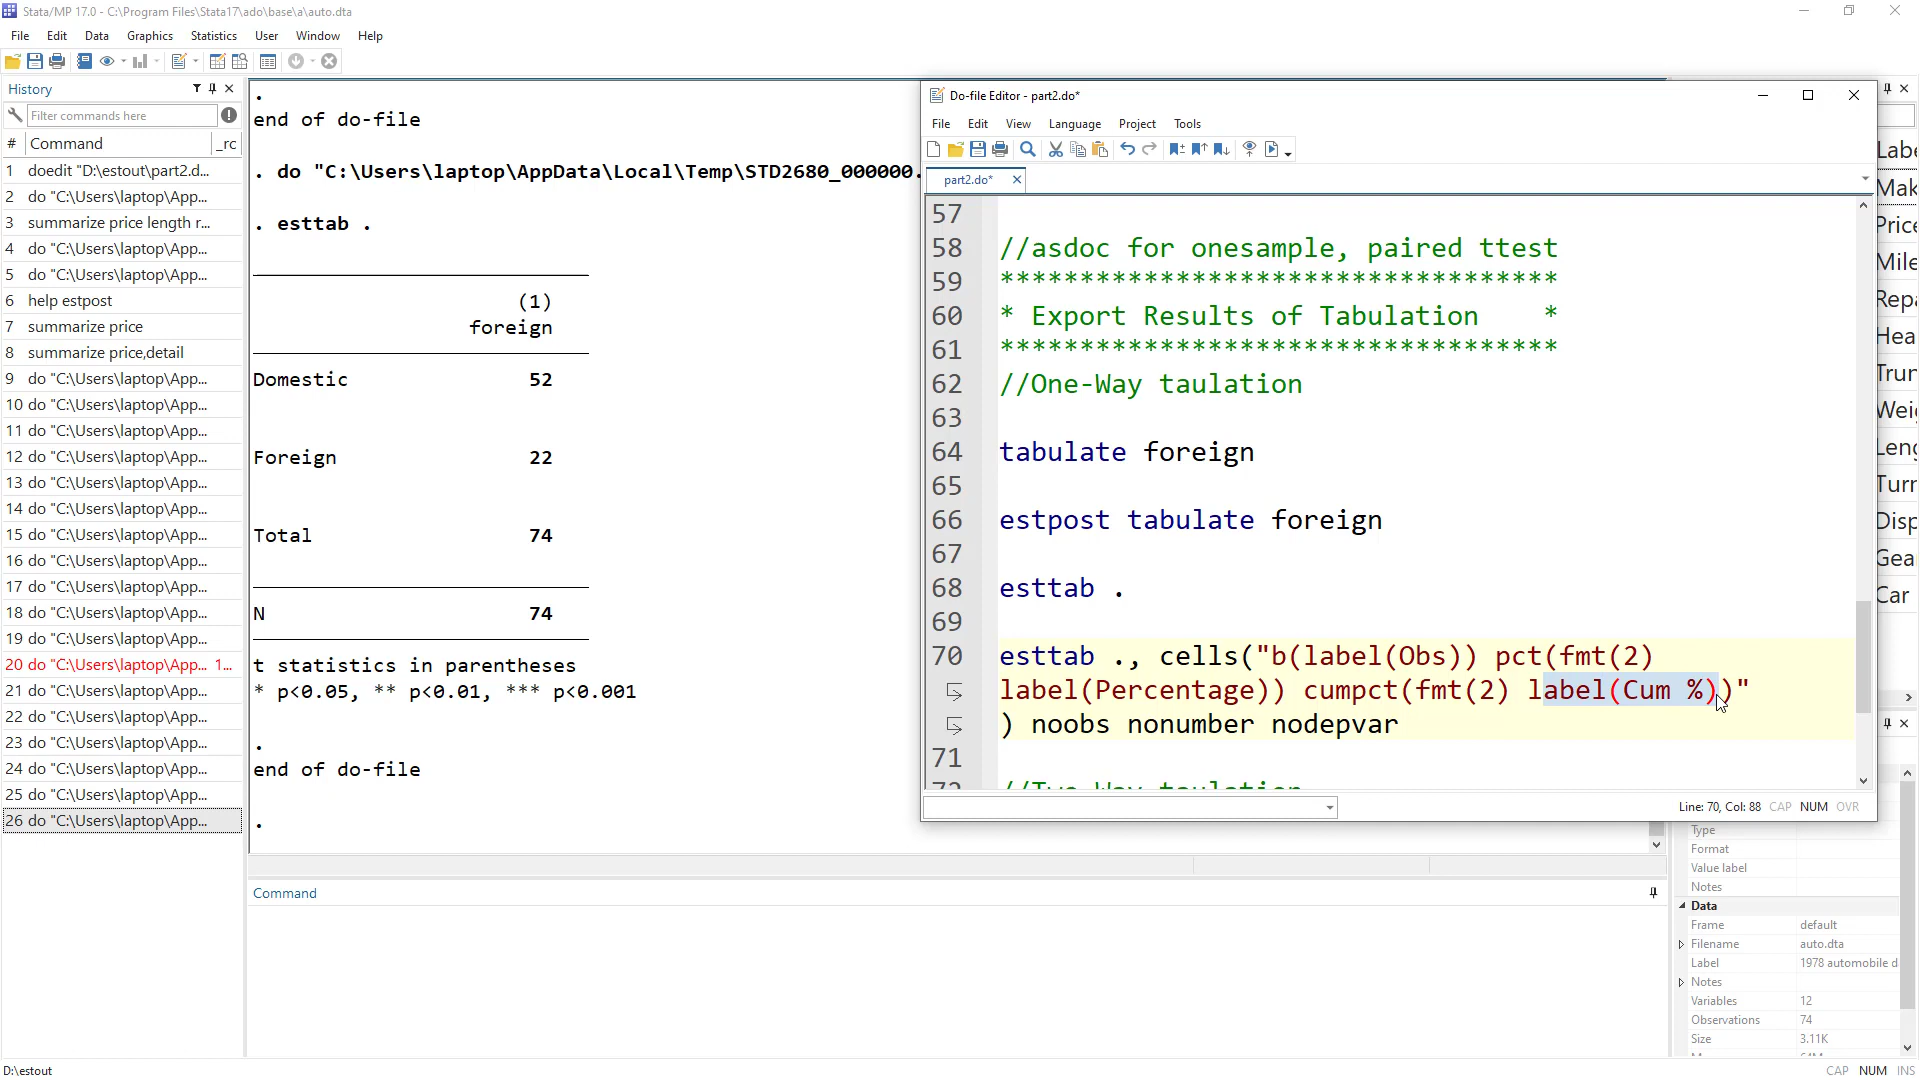 Stata/MP 17.0 - C:\Program Files\Stata17\ado\base\a\auto.dta
File Edit Data Graphics Statistics User Window Help
History
Filter commands here
# Command _rc
1 doedit "D:\estout\part2.d...
2 do "C:\Users\laptop\App...
3 summarize price length r...
4 do "C:\Users\laptop\App...
5 do "C:\Users\laptop\App...
6 help estpost
7 summarize price
8 summarize price,detail
9 do "C:\Users\laptop\App...
10 do "C:\Users\laptop\App...
11 do "C:\Users\laptop\App...
12 do "C:\Users\laptop\App...
13 do "C:\Users\laptop\App...
14 do "C:\Users\laptop\App...
15 do "C:\Users\laptop\App...
16 do "C:\Users\laptop\App...
17 do "C:\Users\laptop\App...
18 do "C:\Users\laptop\App...
19 do "C:\Users\laptop\App...
20 do "C:\Users\laptop\App... 1...
21 do "C:\Users\laptop\App...
22 do "C:\Users\laptop\App...
23 do "C:\Users\laptop\App...
24 do "C:\Users\laptop\App...
25 do "C:\Users\laptop\App...
26 do "C:\Users\laptop\App...
.
end of do-file
. do "C:\Users\laptop\AppData\Local\Temp\STD2680_000000.
. esttab .
(1)
foreign
Domestic 52
Foreign 22
Total 74
N 74
t statistics in parentheses
* p<0.05, ** p<0.01, *** p<0.001
.
end of do-file
.
Command
Do-file Editor - part2.do*
File Edit View Language Project Tools
part2.do*
57
58 //asdoc for onesample, paired ttest
59 ***********************************
60 * Export Results of Tabulation    *
61 ***********************************
62 //One-Way taulation
63
64 tabulate foreign
65
66 estpost tabulate foreign
67
68 esttab .
69
70 esttab ., cells("b(label(Obs)) pct(fmt(2)
label(Percentage)) cumpct(fmt(2) label(Cum %))"
) noobs nonumber nodepvar
71
72 //Two-Way taulation
Line: 70, Col: 88 CAP NUM OVR
Labe
Mak
Price
Mile
Repa
Hea
Trun
Wei
Leng
Turn
Disp
Gea
Car
Type
Format
Value label
Notes
Data
Frame default
Filename auto.dta
Label 1978 automobile d
Notes
Variables 12
Observations 74
Size 3.11K
D:\estout
CAP NUM INS